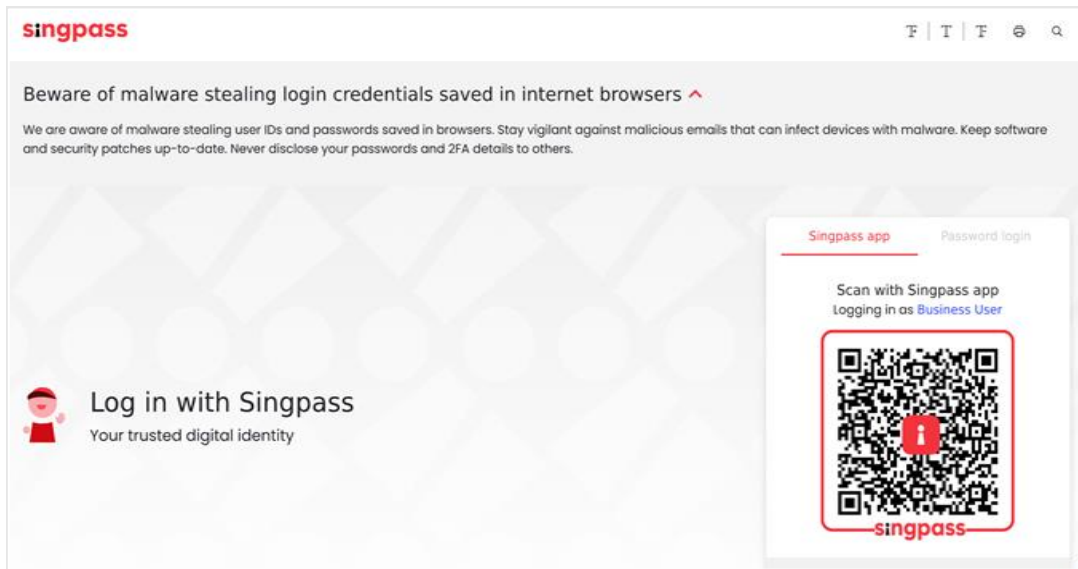 singpass
T T T
Beware of malware stealing login credentials saved in internet browsers
We are aware of malware stealing user IDs and passwords saved in browsers. Stay vigilant against malicious emails that can infect devices with malware. Keep software
and security patches up-to-date. Never disclose your passwords and 2FA details to others.
Singpass app Password login
Scan with Singpass app
Logging in as Business User
singpass
Log in with Singpass
Your trusted digital identity